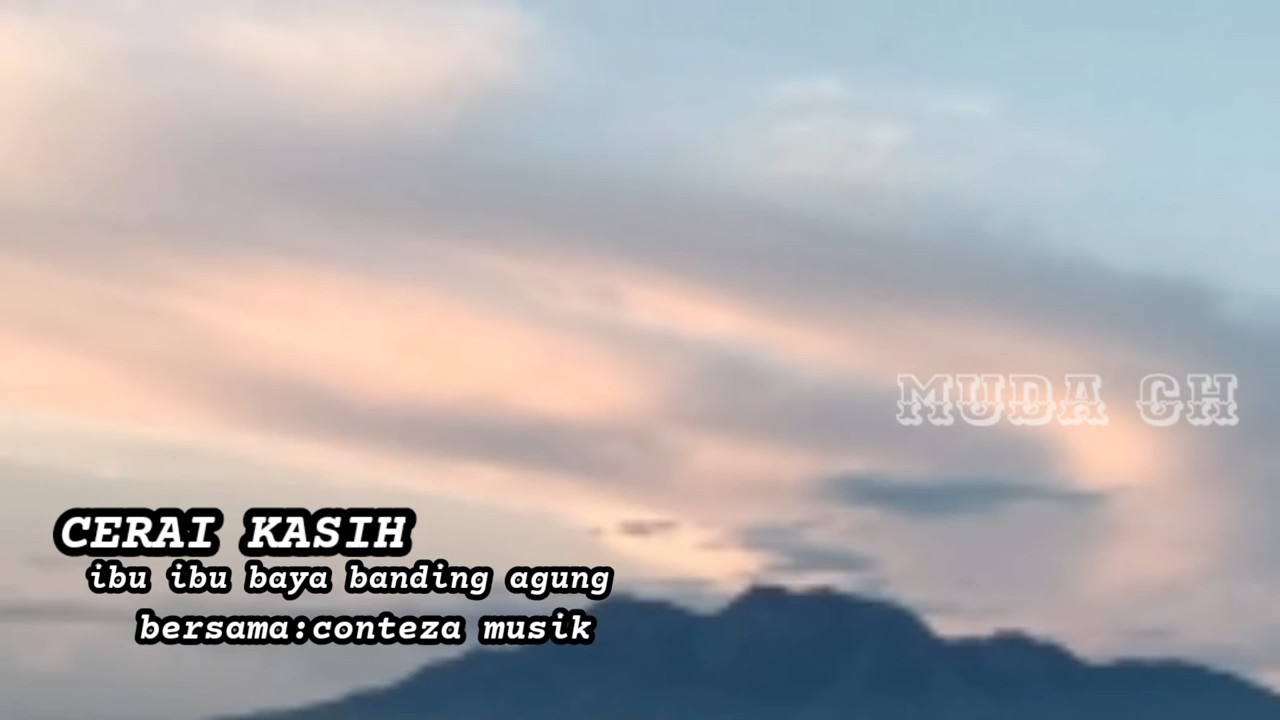 MUDA CH
CERAI KASIH
ibu ibu baya banding agung
bersama:conteza musik